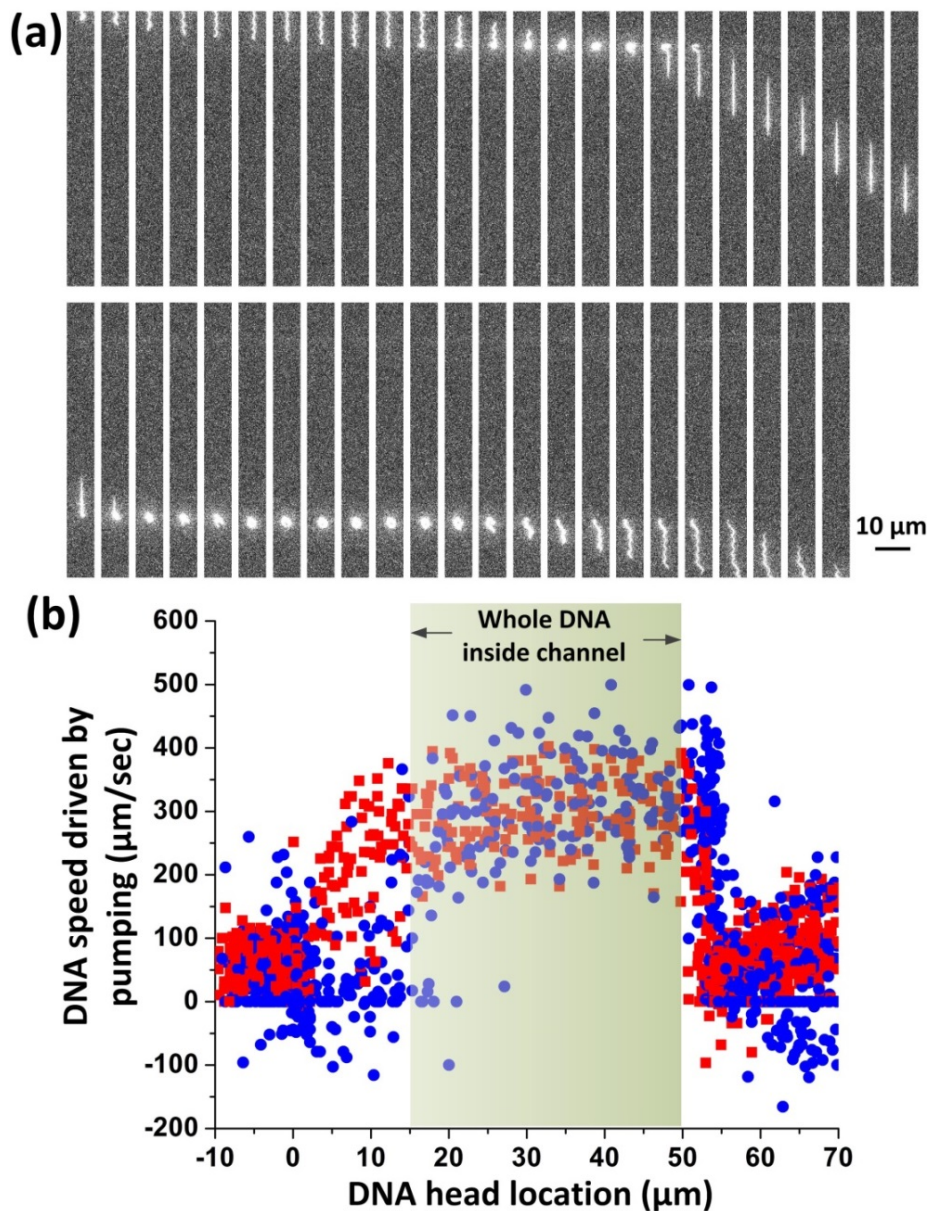 (a)
10 µm
(b)
Whole DNA
inside channel
DNA speed driven by
pumping (µm/sec)
600
500
400
300
200
100
0
-100
-200
-10
0
10
20
30
40
50
60
70
DNA head location (µm)